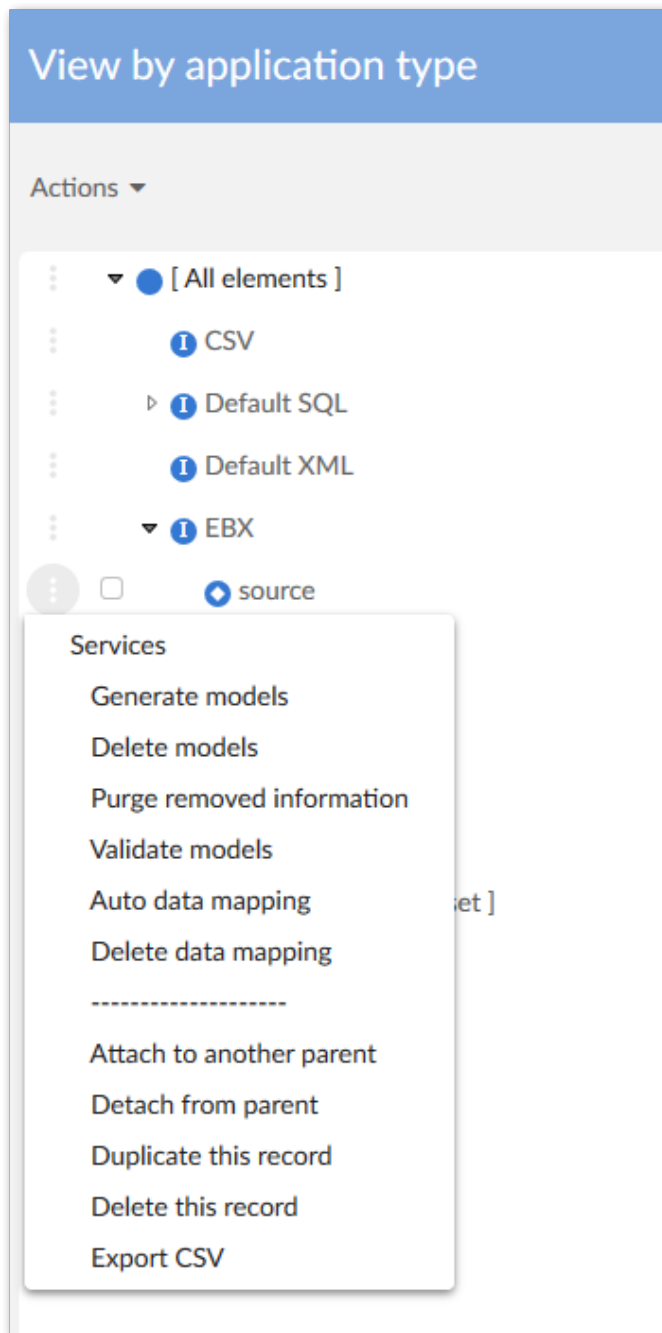 View by application type
Actions
[ All elements ]
CSV
Default SQL
Default XML
EBX
source
Services
Generate models
Delete models
Purge removed information
Validate models
Auto data mapping
set ]
Delete data mapping
--------------------
Attach to another parent
Detach from parent
Duplicate this record
Delete this record
Export CSV